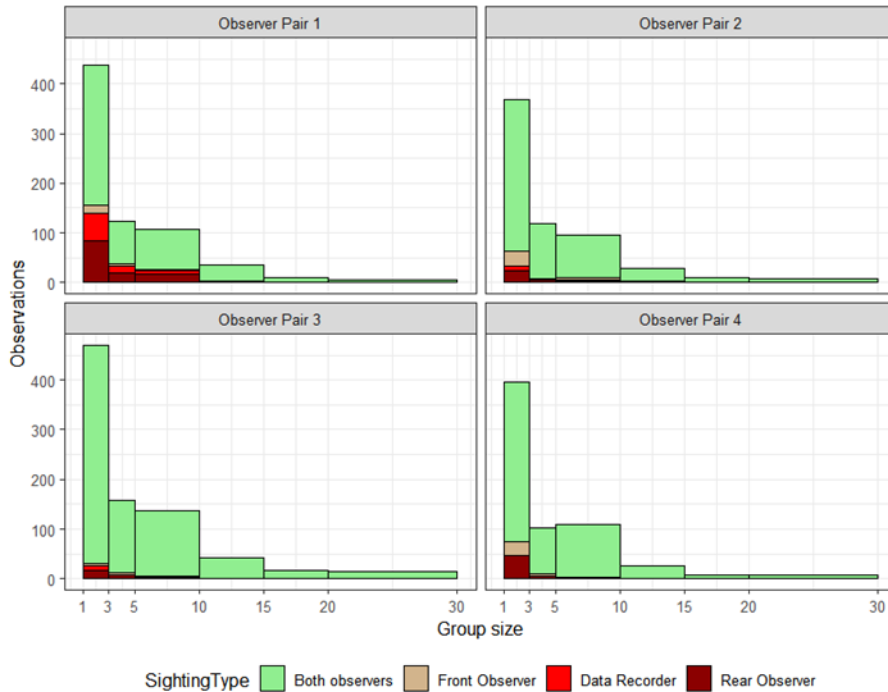 Observer Pair 1
Observer Pair 2
400
300
200
100
0
Observer Pair 3
Observer Pair 4
400
300
200
100
0
Observations
1 3 5 10 15 20 30
1 3 5 10 15 20 30
Group size
SightingType Both observers Front Observer Data Recorder Rear Observer